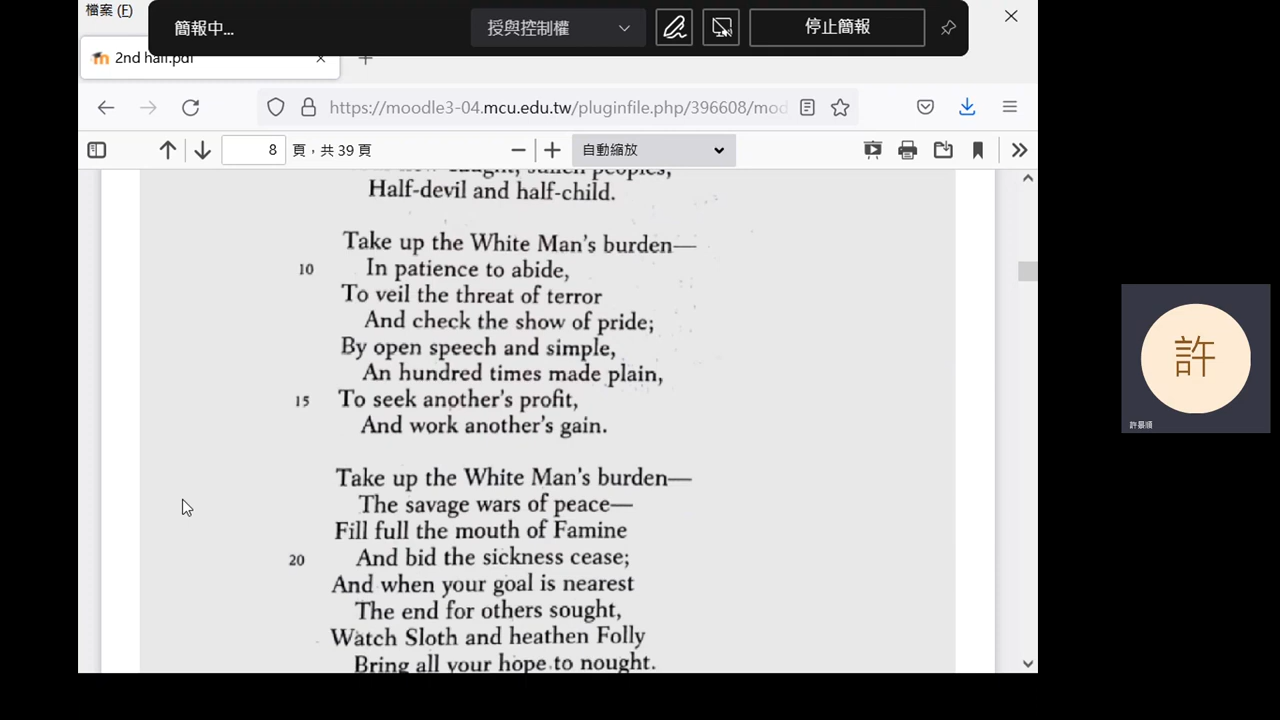 檔案 (F)
簡報中...
授與控制權
停止簡報
2nd half.pdf
https://moodle3-04.mcu.edu.tw/pluginfile.php/396608/mod
8
頁，共 39 頁
自動縮放
peoples,
Half-devil and half-child.
Take up the White Man's burden—
10 In patience to abide,
To veil the threat of terror
And check the show of pride;
By open speech and simple,
An hundred times made plain,
15 To seek another's profit,
And work another's gain.
Take up the White Man's burden—
The savage wars of peace—
Fill full the mouth of Famine
20 And bid the sickness cease;
And when your goal is nearest
The end for others sought,
Watch Sloth and heathen Folly
Bring all your hope to nought.
許